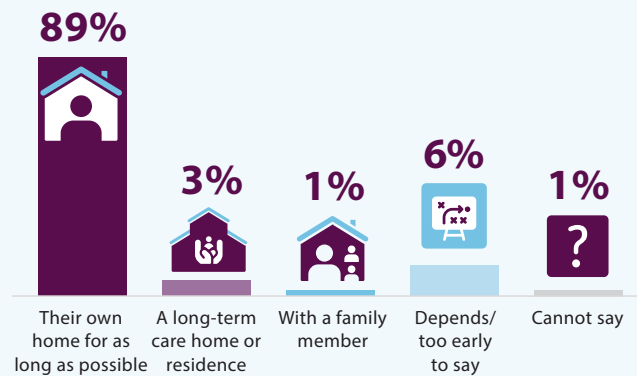 89%
Their own
home for as
long as possible
3%
A long-term
care home or
residence
1%
With a family
member
6%
Depends/
too early
to say
1%
?
Cannot say